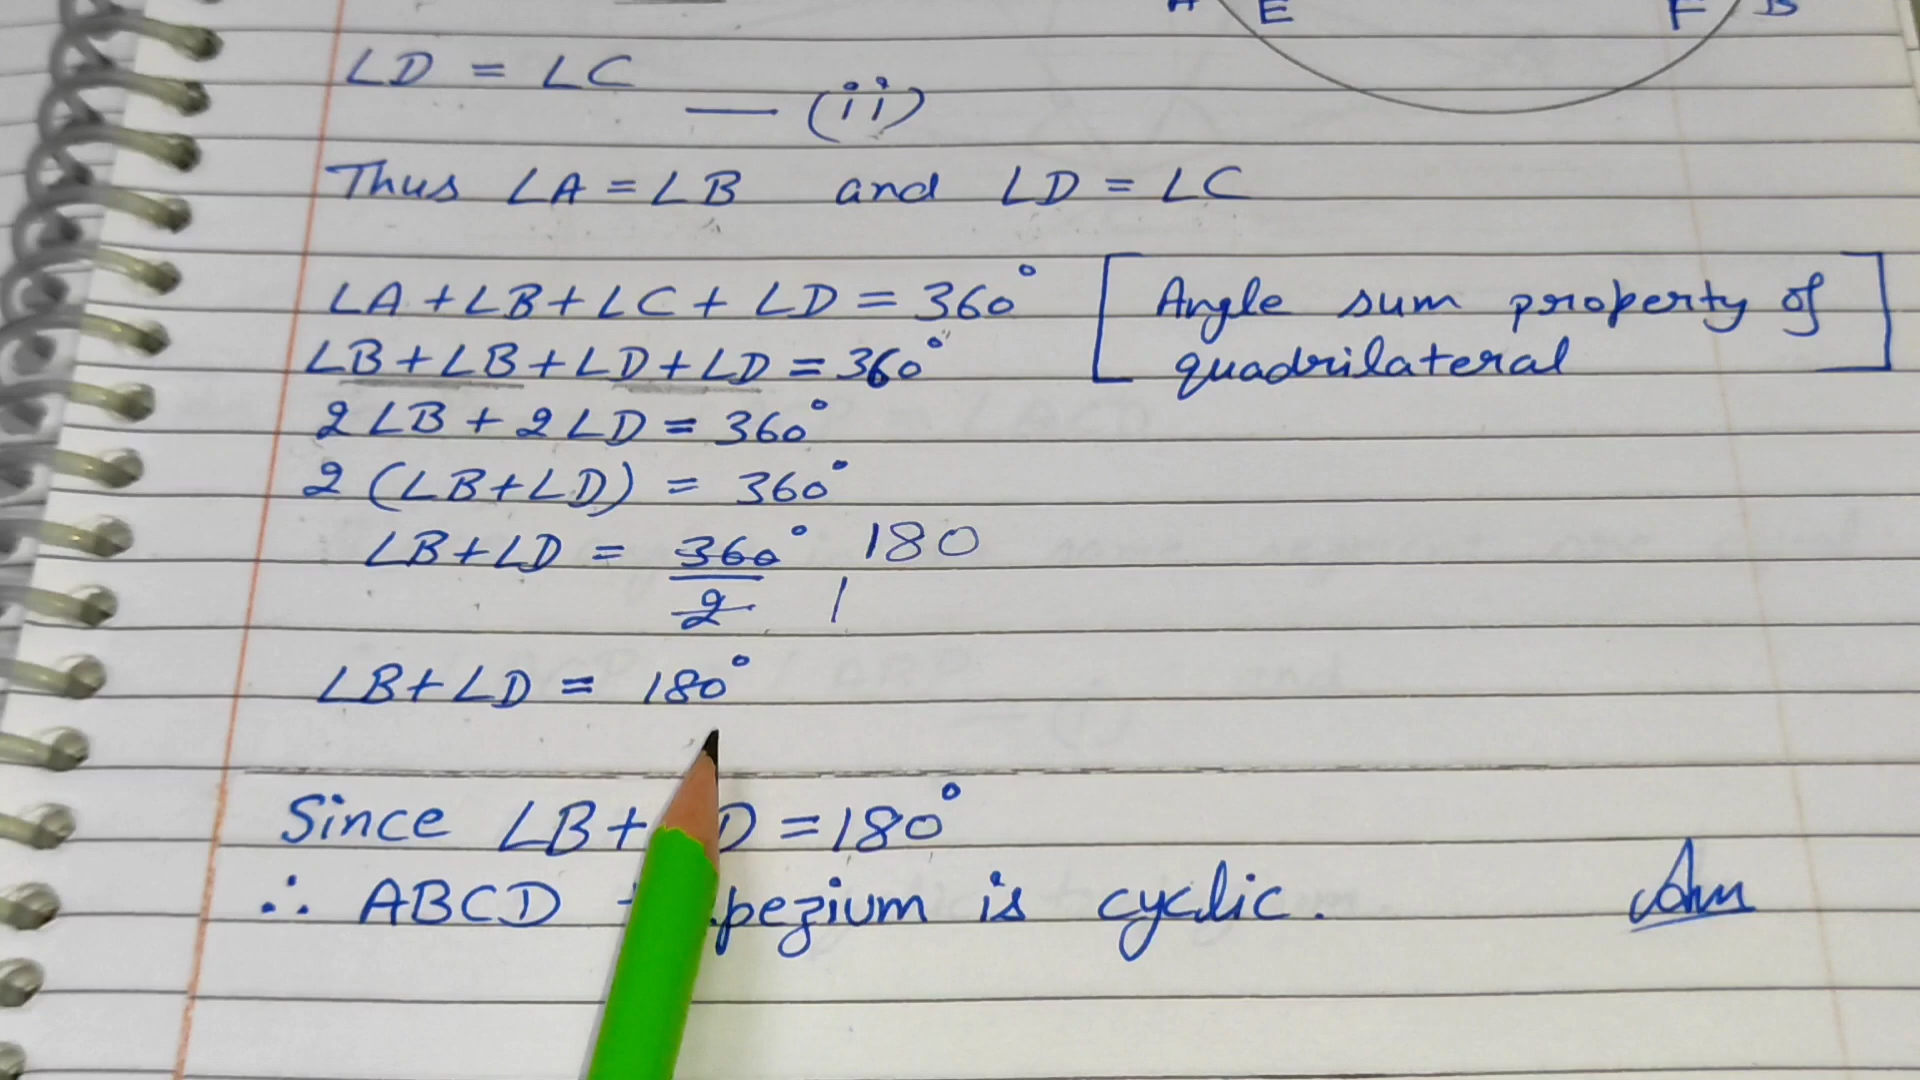 A E F B
∠D = ∠C
— (ii)
Thus ∠A = ∠B and ∠D = ∠C
∠A + ∠B + ∠C + ∠D = 360° [Angle sum property of
quadrilateral]
∠B + ∠B + ∠D + ∠D = 360°
2∠B + 2∠D = 360°
2 (∠B + ∠D) = 360°
∠B + ∠D = 360° 180
2 1
∠B + ∠D = 180°
Since ∠B + D = 180°
∴ ABCD pezium is cyclic.
Ans